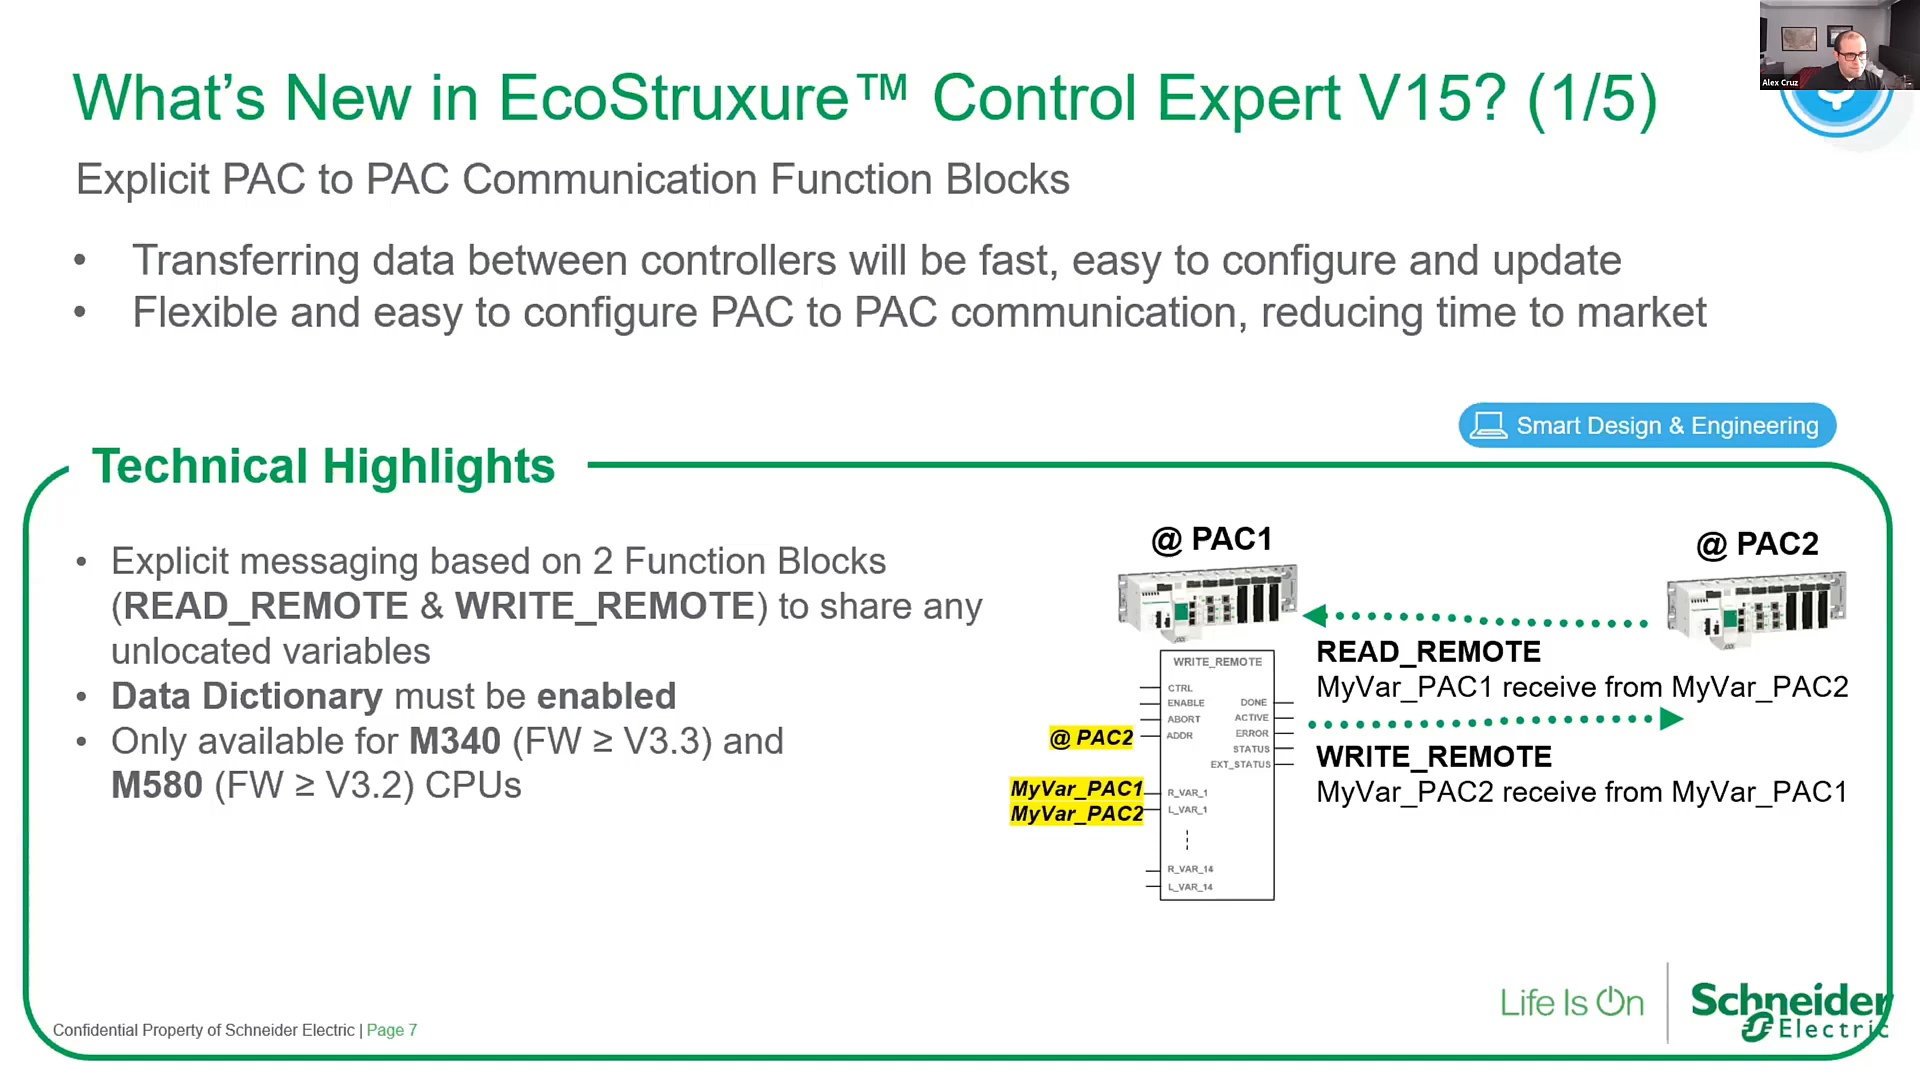 What's New in EcoStruxure™ Control Expert V15? (1/5)
Alex Cruz
Explicit PAC to PAC Communication Function Blocks
• Transferring data between controllers will be fast, easy to configure and update
• Flexible and easy to configure PAC to PAC communication, reducing time to market
Smart Design & Engineering
Technical Highlights
• Explicit messaging based on 2 Function Blocks
(READ_REMOTE & WRITE_REMOTE) to share any
unlocated variables
• Data Dictionary must be enabled
• Only available for M340 (FW ≥ V3.3) and
M580 (FW ≥ V3.2) CPUs
@ PAC1
@ PAC2
READ_REMOTE
MyVar_PAC1 receive from MyVar_PAC2
WRITE_REMOTE
MyVar_PAC2 receive from MyVar_PAC1
WRITE_REMOTE
CTRL
ENABLE DONE
ABORT ACTIVE
@ PAC2 ADDR ERROR
STATUS
EXT_STATUS
MyVar_PAC1 R_VAR_1
MyVar_PAC2 L_VAR_1
R_VAR_14
L_VAR_14
Life Is On
Schneider
Electric
Confidential Property of Schneider Electric | Page 7